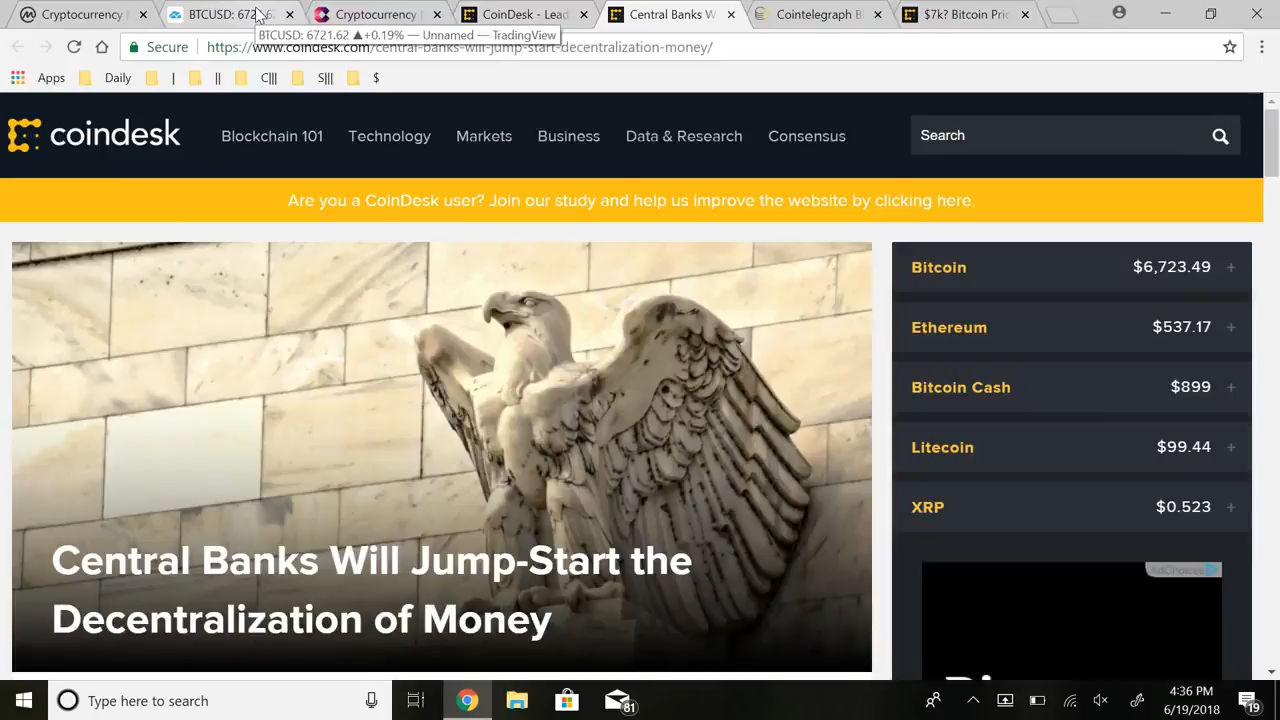 Cryptocurrency M
BTCUSD: 672
Cryptocurrency N
CoinDesk - Lead
Central Banks W
Cointelegraph B
$7k? Bitcoin Pric
BTCUSD: 6721.62 ▲+0.19% — Unnamed — TradingView
Secure
https://www.coindesk.com/central-banks-will-jump-start-decentralization-money/
Apps
Daily
|
||
C|||
S|||
$
coindesk
Blockchain 101
Technology
Markets
Business
Data & Research
Consensus
Search
Are you a CoinDesk user? Join our study and help us improve the website by clicking here.
Bitcoin $6,723.49 +
Ethereum $537.17 +
Bitcoin Cash $899 +
Litecoin $99.44 +
XRP $0.523 +
AdChoices
Central Banks Will Jump-Start the
Decentralization of Money
Type here to search
81
4:36 PM
6/19/2018
19